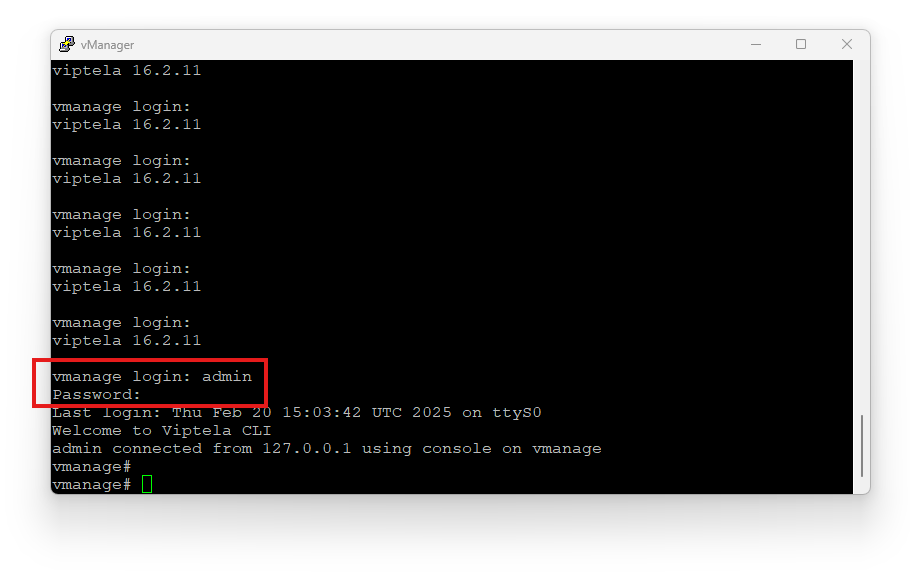 vManager
viptela 16.2.11
vmanage login:
viptela 16.2.11
vmanage login:
viptela 16.2.11
vmanage login:
viptela 16.2.11
vmanage login:
viptela 16.2.11
vmanage login:
viptela 16.2.11
vmanage login: admin
Password:
Last login: Thu Feb 20 15:03:42 UTC 2025 on ttyS0
Welcome to Viptela CLI
admin connected from 127.0.0.1 using console on vmanage
vmanage#
vmanage#